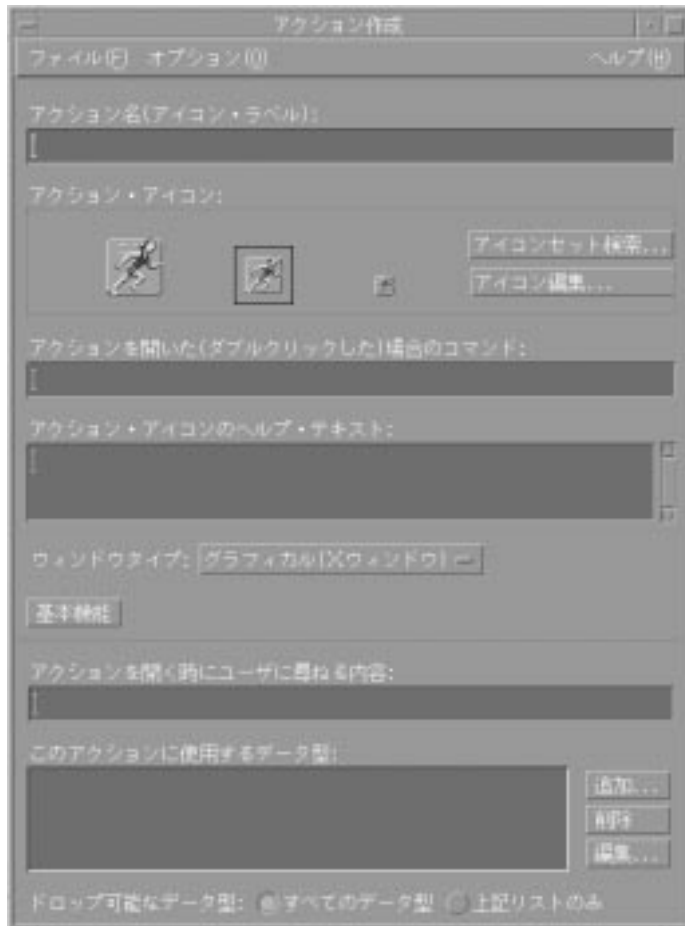 アクション作成
ファイル(F) オプション(O) ヘルプ(H)
アクション名(アイコン・ラベル):
アクション・アイコン:
アイコンセット検索...
アイコン編集...
アクションを開いた(ダブルクリックした)場合のコマンド:
アクション・アイコンのヘルプ・テキスト:
ウィンドウタイプ: グラフィカル(Xウィンドウ)
基本機能
アクションを開く時にユーザに尋ねる内容:
このアクションに使用するデータ型:
追加...
削除
編集...
ドロップ可能なデータ型: すべてのデータ型 上記リストのみ